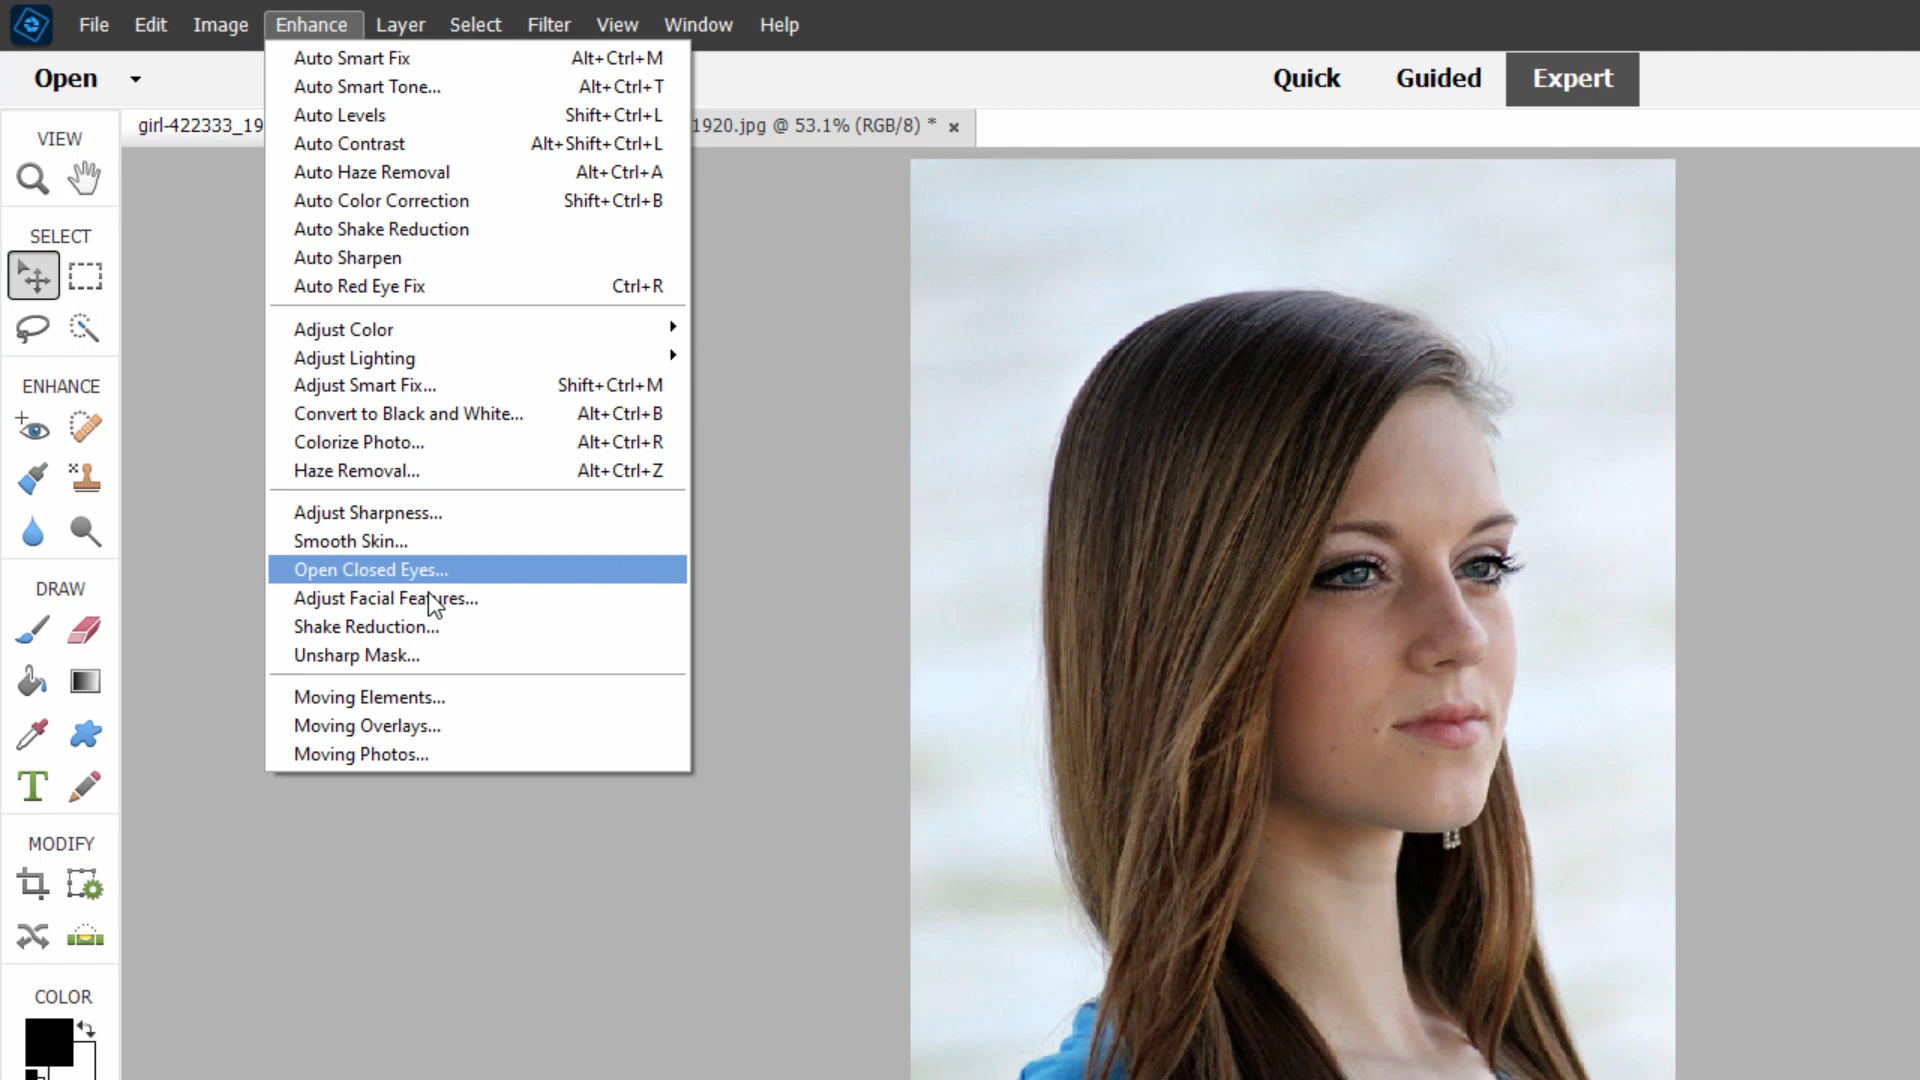 File Edit Image Enhance Layer Select Filter View Window Help
Open
Quick Guided Expert
girl-422333_19
1920.jpg @ 53.1% (RGB/8) *
Auto Smart Fix Alt+Ctrl+M
Auto Smart Tone... Alt+Ctrl+T
Auto Levels Shift+Ctrl+L
Auto Contrast Alt+Shift+Ctrl+L
Auto Haze Removal Alt+Ctrl+A
Auto Color Correction Shift+Ctrl+B
Auto Shake Reduction
Auto Sharpen
Auto Red Eye Fix Ctrl+R
Adjust Color
Adjust Lighting
Adjust Smart Fix... Shift+Ctrl+M
Convert to Black and White... Alt+Ctrl+B
Colorize Photo... Alt+Ctrl+R
Haze Removal... Alt+Ctrl+Z
Adjust Sharpness...
Smooth Skin...
Open Closed Eyes...
Adjust Facial Features...
Shake Reduction...
Unsharp Mask...
Moving Elements...
Moving Overlays...
Moving Photos...
VIEW
SELECT
ENHANCE
DRAW
T
MODIFY
COLOR